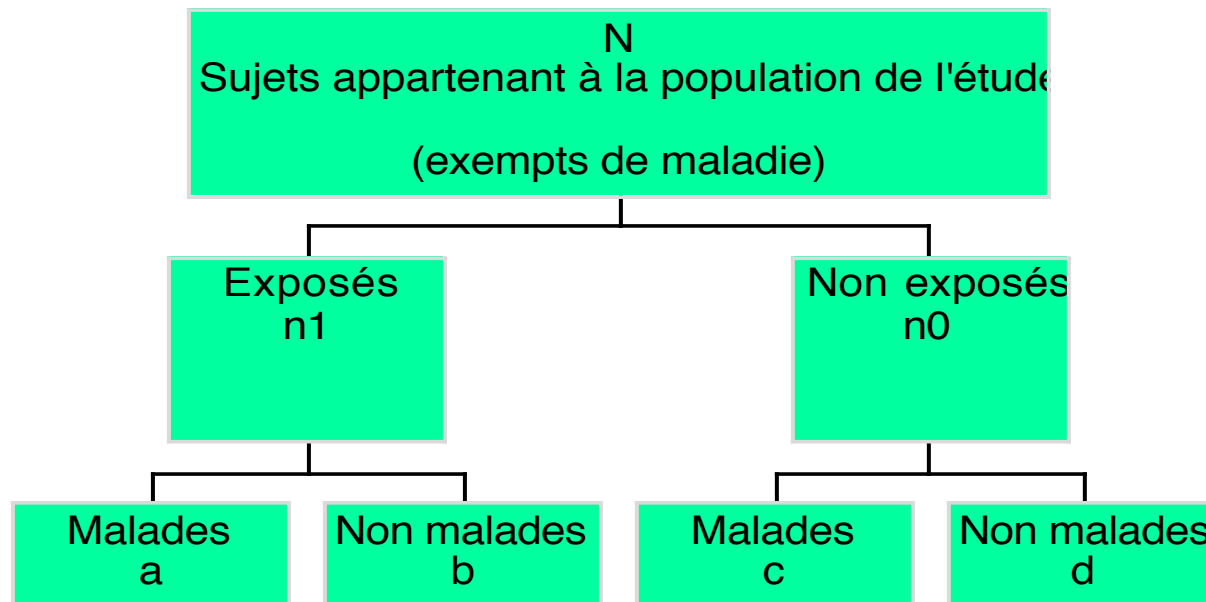 N
Sujets appartenant à la population de l'étude
(exempts de maladie)
Exposés
n1
Non exposés
n0
Malades
a
Non malades
b
Malades
c
Non malades
d